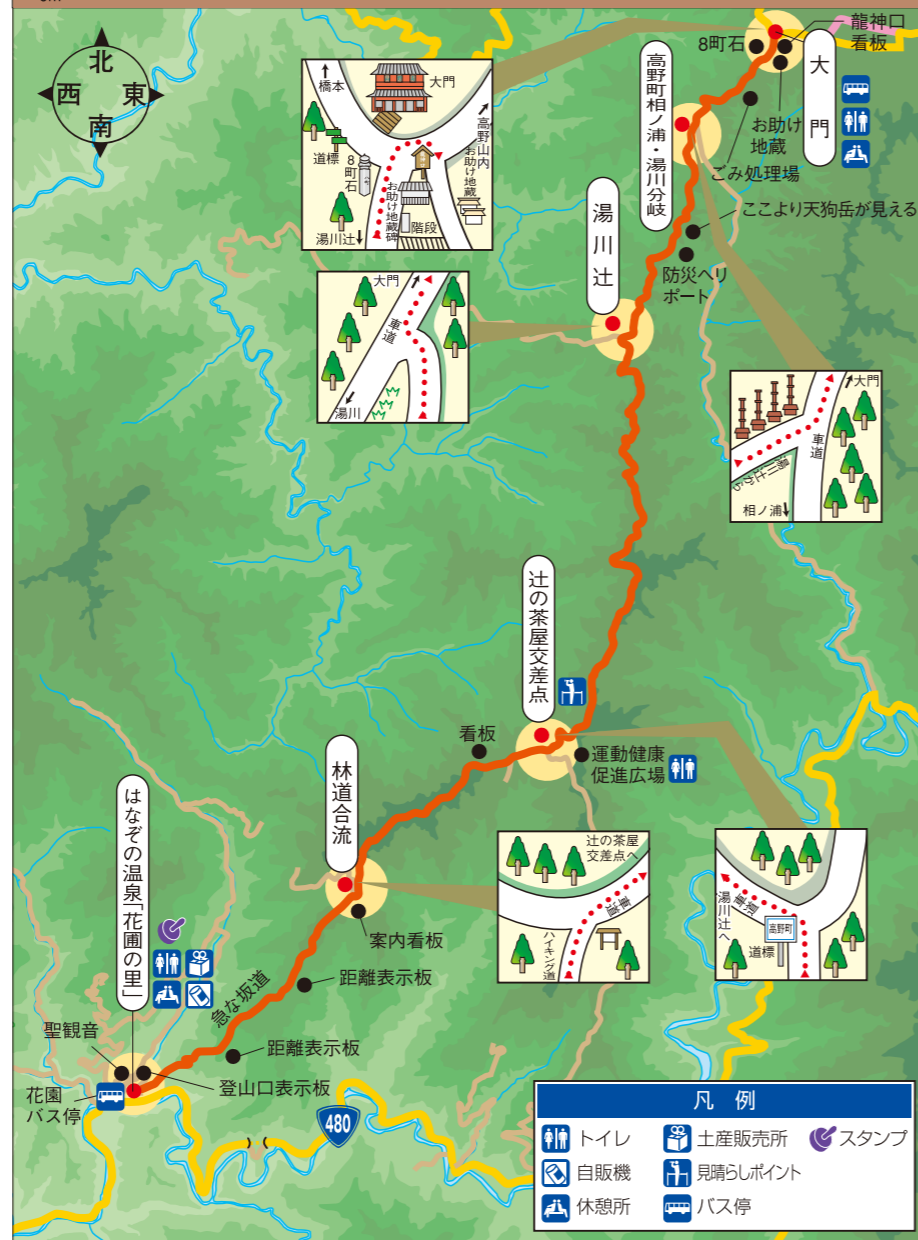 北
西 東
南
龍神口
看板
8町石
大門
お助け
地蔵
ごみ処理場
高野町相ノ浦・湯川分岐
ここより天狗岳が見える
防災ヘリ
ポート
湯川辻
橋本
大門
高野山内
道標
8町石
お助け地蔵
お助け地蔵碑
階段
湯川辻
大門
車道
湯川
大門
車道
湯川辻から
相ノ浦
辻の茶屋交差点
看板
運動健康
促進広場
林道合流
案内看板
距離表示板
急な坂道
距離表示板
はなぞの温泉「花圃の里」
聖観音
登山口表示板
花園
バス停
480
辻の茶屋
交差点へ
車道
ハイキング道
湯川辻へ
車道
高野町
道標
凡例
トイレ 土産販売所 スタンプ
自販機 見晴らしポイント
休憩所 バス停